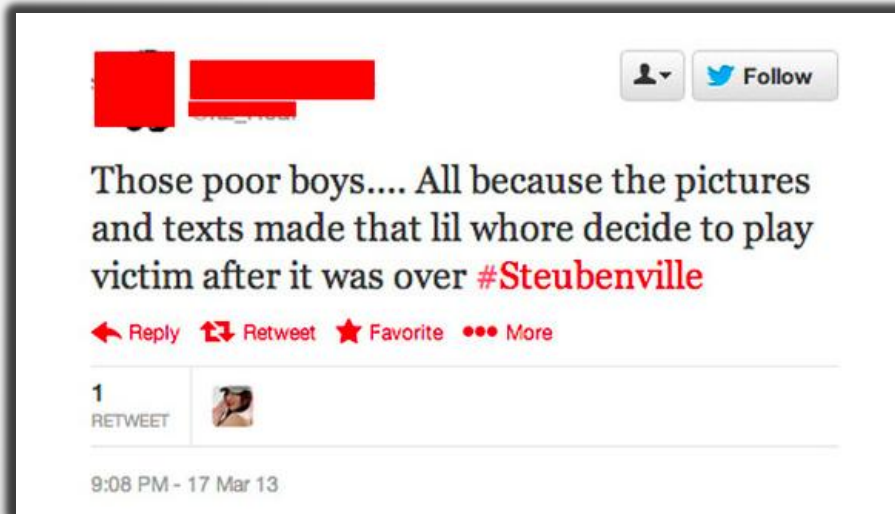 Follow
Those poor boys.... All because the pictures
and texts made that lil whore decide to play
victim after it was over #Steubenville
Reply Retweet Favorite More
1
RETWEET
9:08 PM - 17 Mar 13